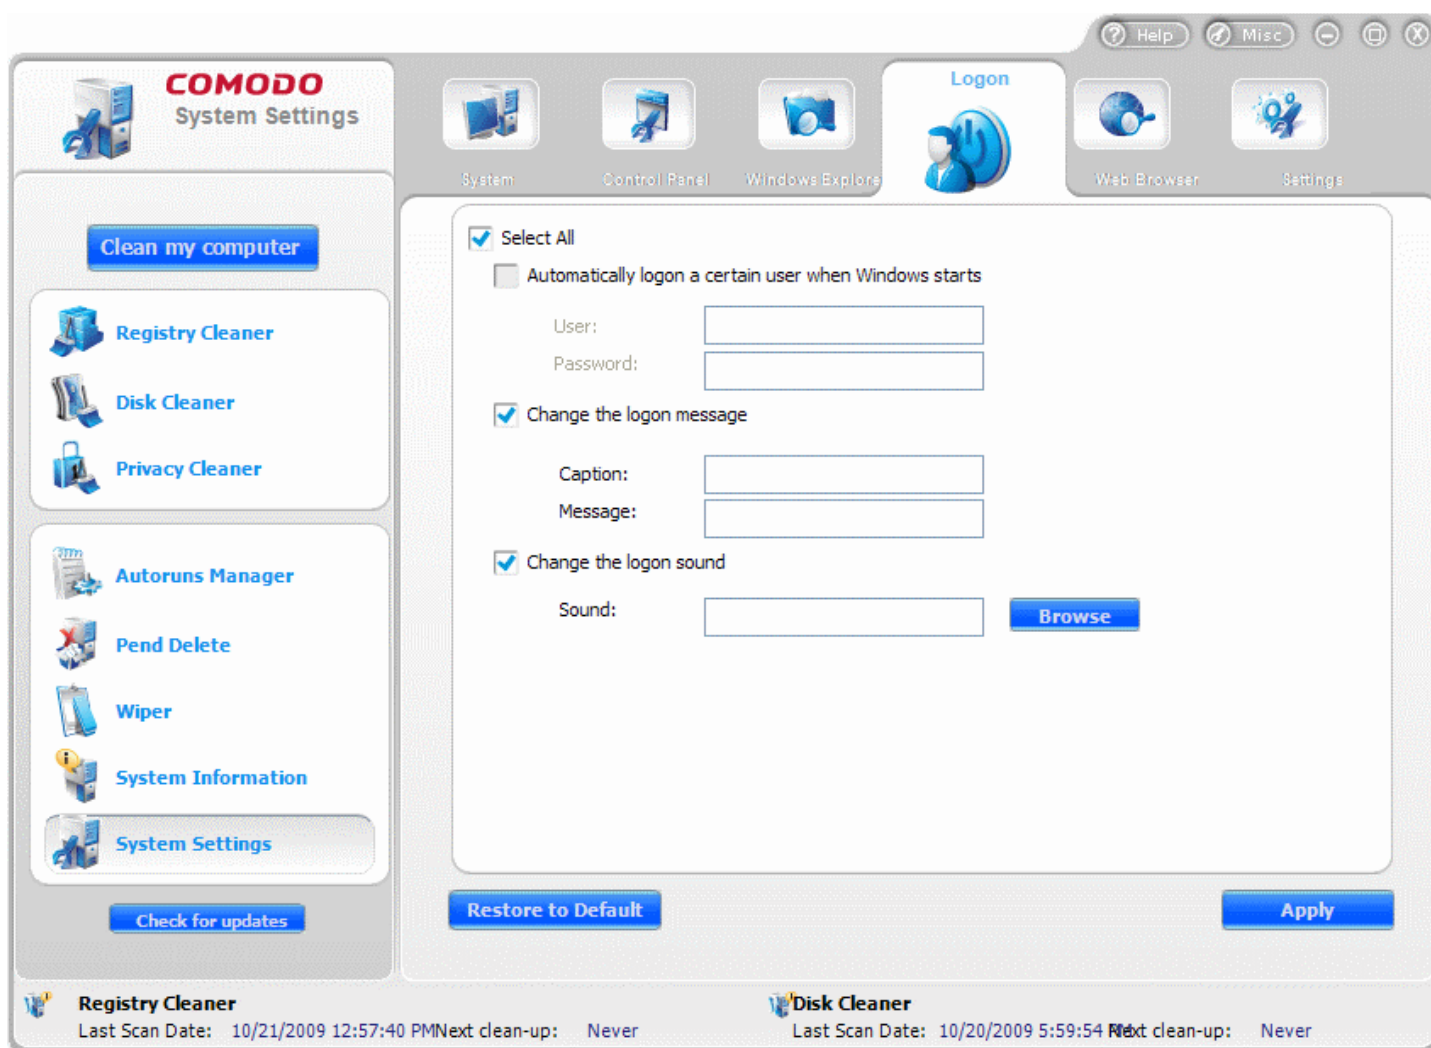 Help Misc
COMODO
System Settings
System
Control Panel
Windows Explore
Logon
Web Browser
Settings
Clean my computer
Registry Cleaner
Disk Cleaner
Privacy Cleaner
Autoruns Manager
Pend Delete
Wiper
System Information
System Settings
Check for updates
Select All
Automatically logon a certain user when Windows starts
User:
Password:
Change the logon message
Caption:
Message:
Change the logon sound
Sound:
Browse
Restore to Default
Apply
Registry Cleaner
Last Scan Date: 10/21/2009 12:57:40 PMNext clean-up: Never
Disk Cleaner
Last Scan Date: 10/20/2009 5:59:54 Next clean-up: Never